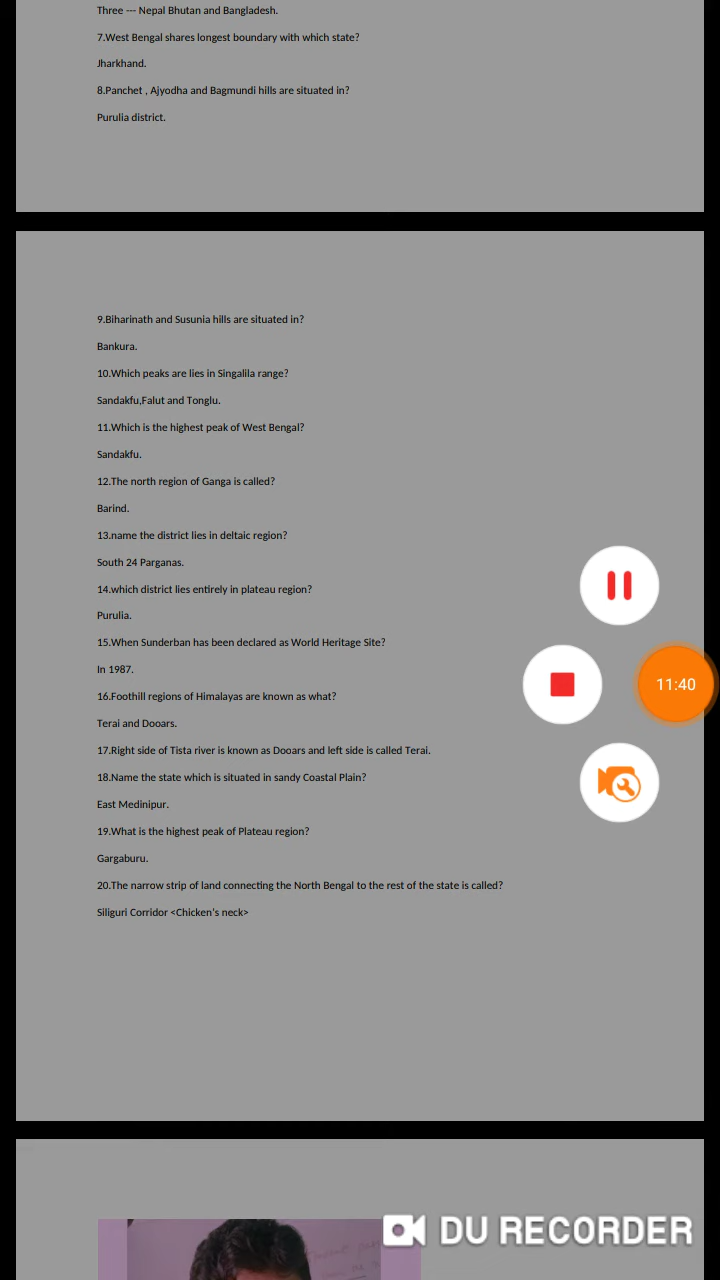 Three --- Nepal Bhutan and Bangladesh.
7.West Bengal shares longest boundary with which state?
Jharkhand.
8.Panchet , Ajyodha and Bagmundi hills are situated in?
Purulia district.
9.Biharinath and Susunia hills are situated in?
Bankura.
10.Which peaks are lies in Singalila range?
Sandakfu,Falut and Tonglu.
11.Which is the highest peak of West Bengal?
Sandakfu.
12.The north region of Ganga is called?
Barind.
13.name the district lies in deltaic region?
South 24 Parganas.
14.which district lies entirely in plateau region?
Purulia.
15.When Sunderban has been declared as World Heritage Site?
In 1987.
16.Foothill regions of Himalayas are known as what?
Terai and Dooars.
17.Right side of Tista river is known as Dooars and left side is called Terai.
18.Name the state which is situated in sandy Coastal Plain?
East Medinipur.
19.What is the highest peak of Plateau region?
Gargaburu.
20.The narrow strip of land connecting the North Bengal to the rest of the state is called?
Siliguri Corridor <Chicken's neck>
11:40
DU RECORDER